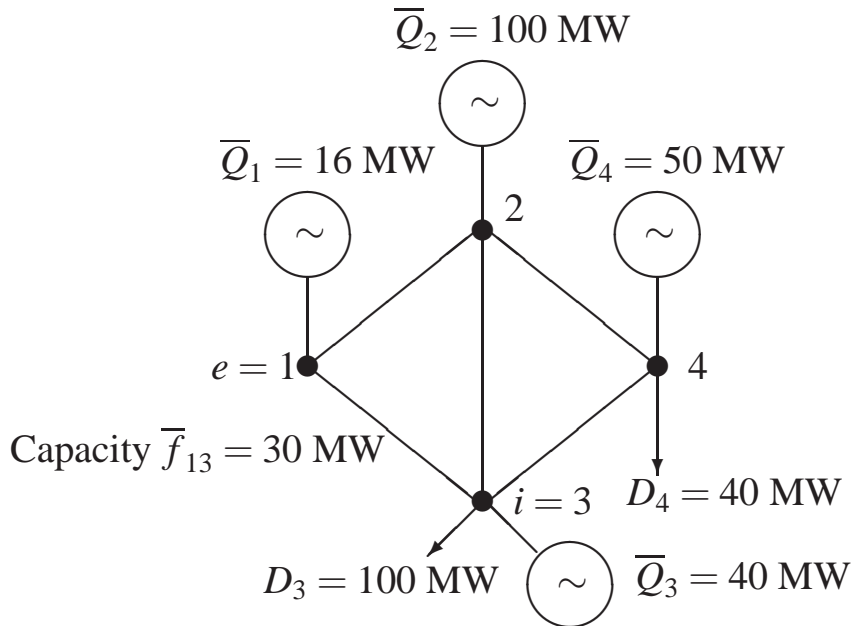 Q̅₂ = 100 MW
Q̅₁ = 16 MW
Q̅₄ = 50 MW
∼
∼
∼
2
e = 1
4
Capacity f̅₁₃ = 30 MW
i = 3
D₄ = 40 MW
D₃ = 100 MW
∼
Q̅₃ = 40 MW